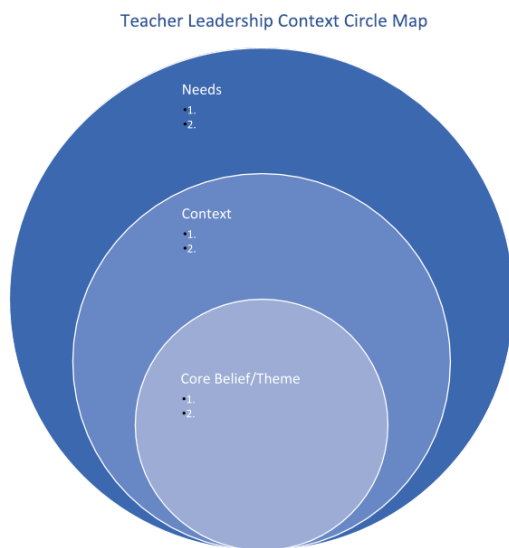 Teacher Leadership Context Circle Map
Needs
•1.
•2.
Context
•1.
•2.
Core Belief/Theme
•1.
•2.